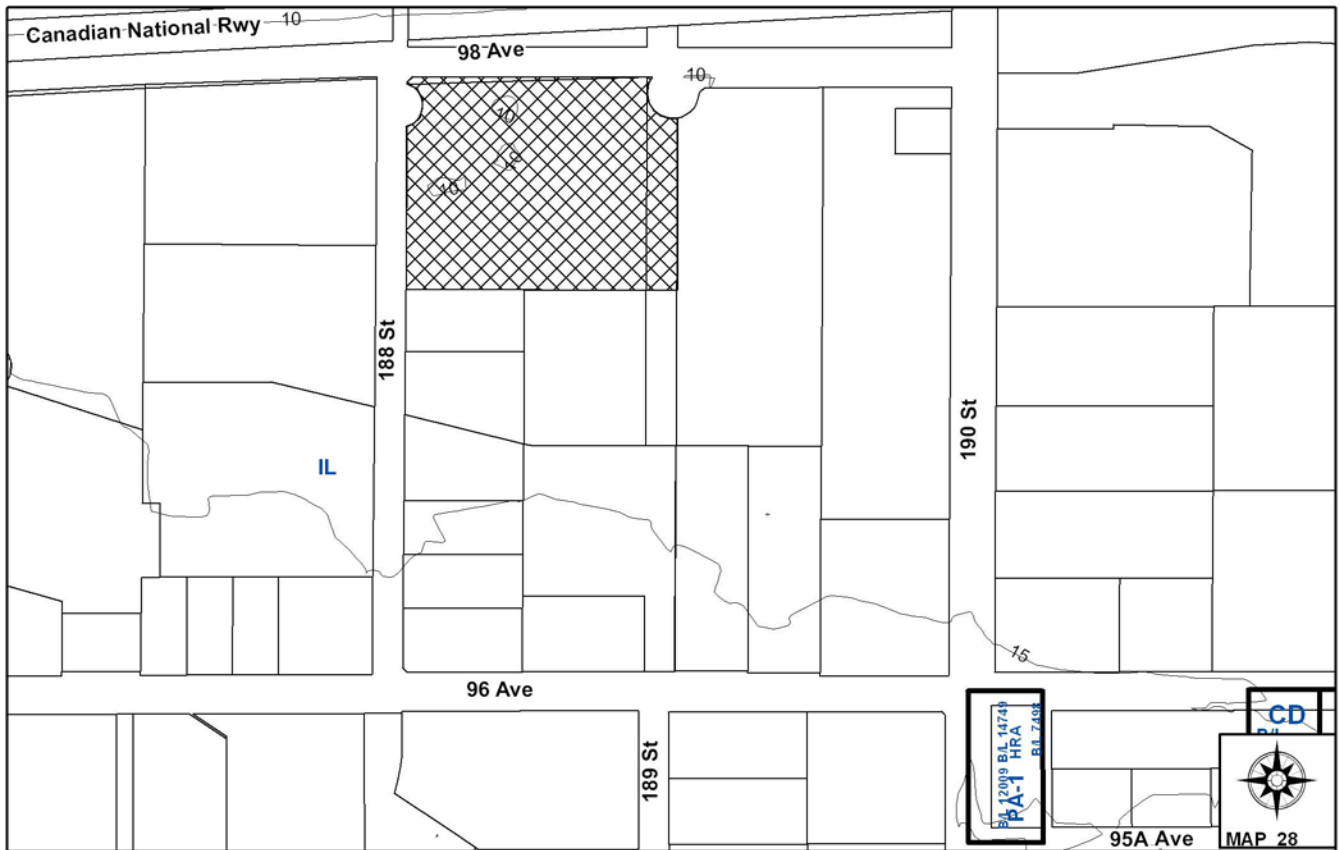 Canadian National Rwy
10
98 Ave
10
10
10
10
188 St
190 St
IL
15
96 Ave
189 St
B/L 12009 B/L 14749
HRA
PA-1
B/L 7498
CD
95A Ave
MAP 28